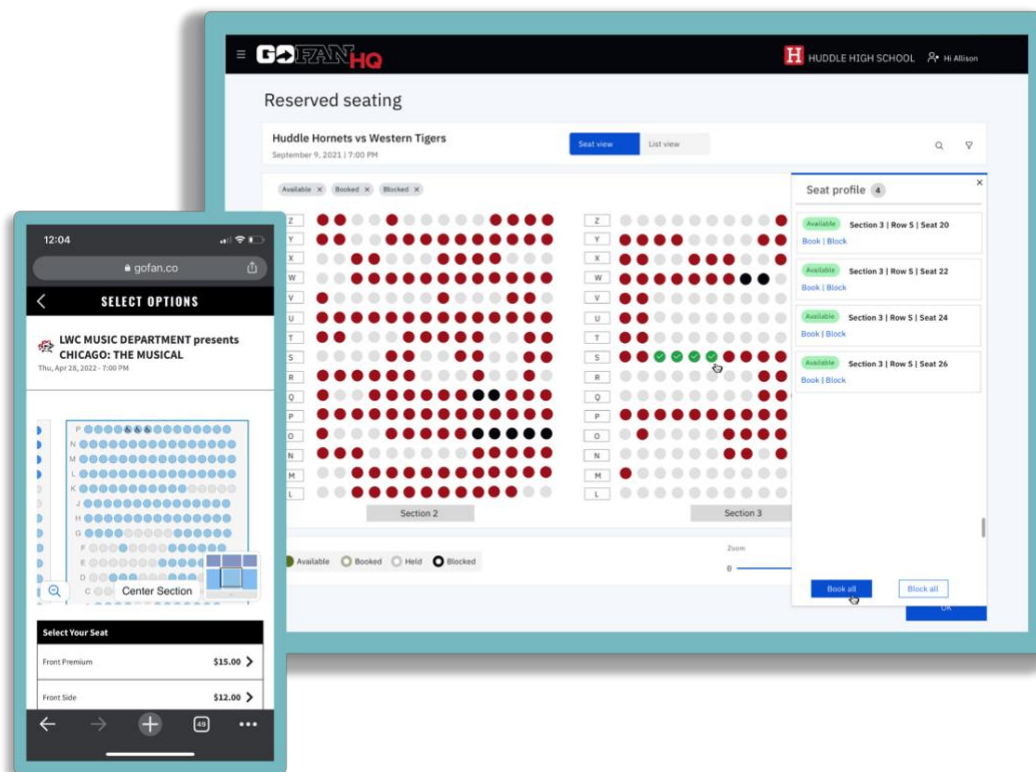 GOFAN HQ
H HUDDLE HIGH SCHOOL
Hi Allison
Reserved seating
Huddle Hornets vs Western Tigers
September 9, 2021 | 7:00 PM
Seat view
List view
Available ×
Booked ×
Blocked ×
Z
Y
X
W
V
U
T
S
R
Q
P
O
N
M
L
Section 2
Z
Y
X
W
V
U
T
S
R
Q
P
O
N
M
L
Section 3
Available
Booked
Held
Blocked
Zoom
0
Seat profile 4
×
Available Section 3 | Row S | Seat 20
Book | Block
Available Section 3 | Row S | Seat 22
Book | Block
Available Section 3 | Row S | Seat 24
Book | Block
Available Section 3 | Row S | Seat 26
Book | Block
Book all
Block all
OK
12:04
gofan.co
SELECT OPTIONS
LWC MUSIC DEPARTMENT presents
CHICAGO: THE MUSICAL
Thu, Apr 28, 2022 - 7:00 PM
P
N
M
L
K
J
H
G
F
E
D
C
Center Section
Select Your Seat
Front Premium $15.00
Front Side $12.00
49